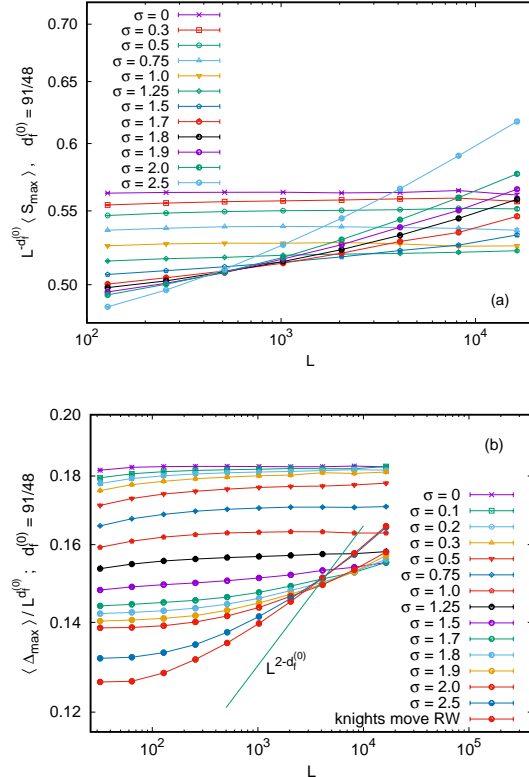 0.70
0.60
0.55
0.50
10^2
10^3
10^4
L
L^{-d_f^{(0)}} ⟨ S_max ⟩, d_f^{(0)} = 91/48
σ = 0
σ = 0.3
σ = 0.5
σ = 0.75
σ = 1.0
σ = 1.25
σ = 1.5
σ = 1.7
σ = 1.8
σ = 1.9
σ = 2.0
σ = 2.5
(a)
0.20
0.18
0.16
0.14
0.12
10^2
10^3
10^4
10^5
L
⟨ Δ_max ⟩ / L^{d_f^{(0)}} ; d_f^{(0)} = 91/48
(b)
σ = 0
σ = 0.1
σ = 0.2
σ = 0.3
σ = 0.5
σ = 0.75
σ = 1.0
σ = 1.25
σ = 1.5
σ = 1.7
σ = 1.8
σ = 1.9
σ = 2.0
σ = 2.5
knights move RW
L^{2-d_f^{(0)}}